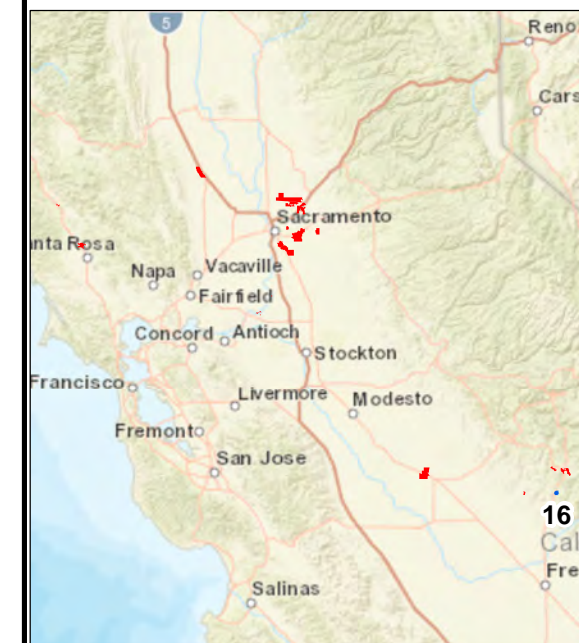 5
Reno
Cars
Sacramento
nta Rosa
Vacaville
Napa
Fairfield
Concord
Antioch
Stockton
Francisco
Livermore
Modesto
Fremont
San Jose
16
Cal
Fre
Salinas